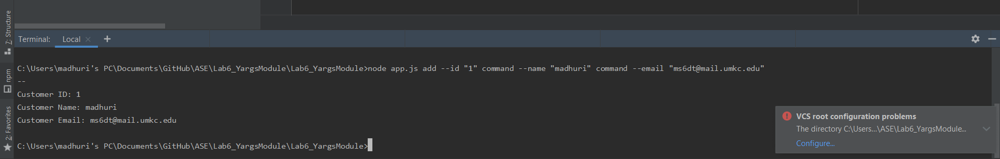 7: Structure
npm
2: Favorites
Terminal: Local × +
C:\Users\madhuri's PC\Documents\GitHub\ASE\Lab6_YargsModule\Lab6_YargsModule>node app.js add --id "1" command --name "madhuri" command --email "ms6dt@mail.umkc.edu"
--
Customer ID: 1
Customer Name: madhuri
Customer Email: ms6dt@mail.umkc.edu
C:\Users\madhuri's PC\Documents\GitHub\ASE\Lab6_YargsModule\Lab6_YargsModule>
VCS root configuration problems
The directory C:\Users...\ASE\Lab6_YargsModule...
Configure...